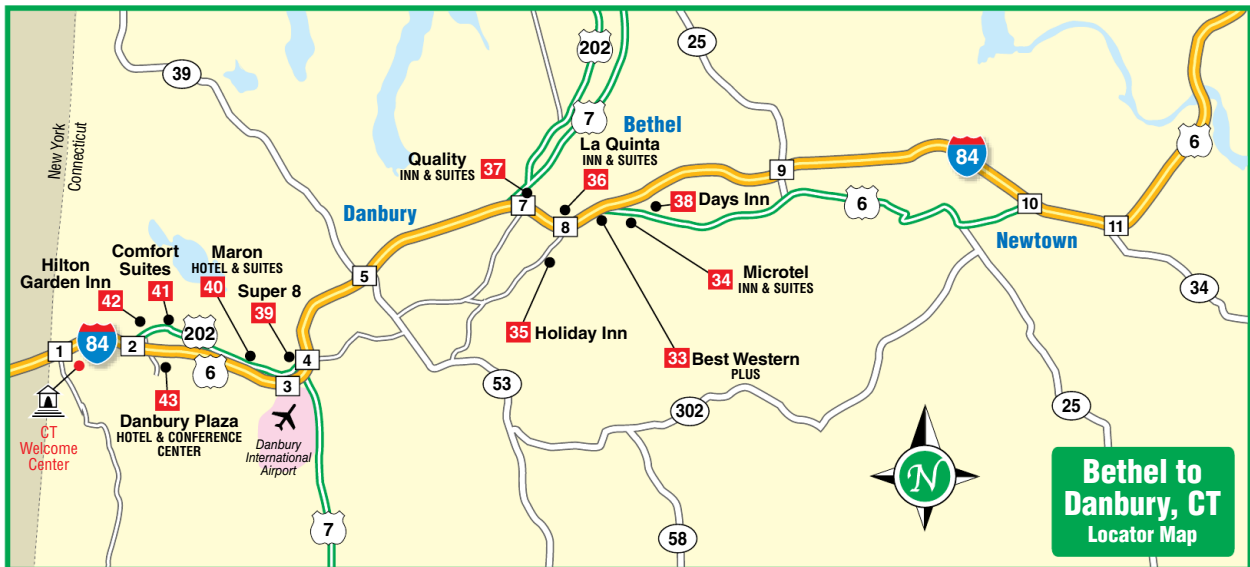 202
25
39
7
Bethel
La Quinta
INN & SUITES
36
Quality
INN & SUITES
37
6
84
9
New York
Connecticut
38
Days Inn
7
8
6
10
11
Danbury
Newtown
Comfort
Suites
41
Maron
HOTEL & SUITES
40
Hilton
Garden Inn
42
Super 8
39
5
34
Microtel
INN & SUITES
34
35
Holiday Inn
202
84
1
2
4
3
6
33
Best Western
PLUS
43
Danbury Plaza
HOTEL & CONFERENCE
CENTER
53
302
25
CT
Welcome
Center
Danbury
International
Airport
N
Bethel to
Danbury, CT
Locator Map
7
58